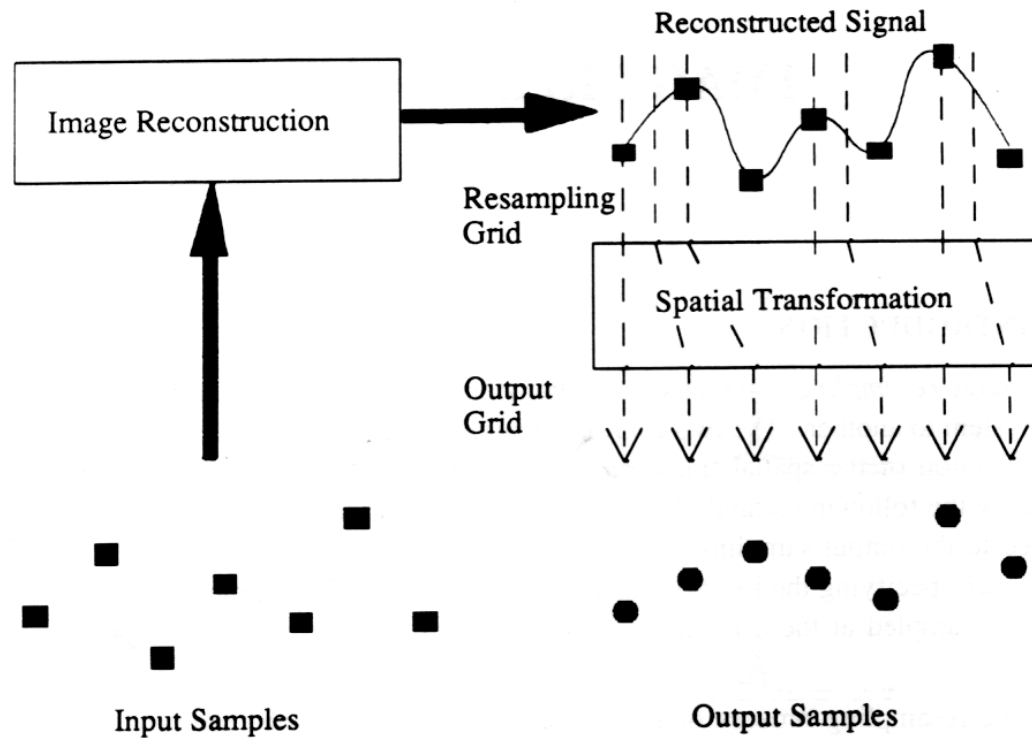 Reconstructed Signal
Image Reconstruction
Resampling
Grid
Spatial Transformation
Output
Grid
Input Samples
Output Samples